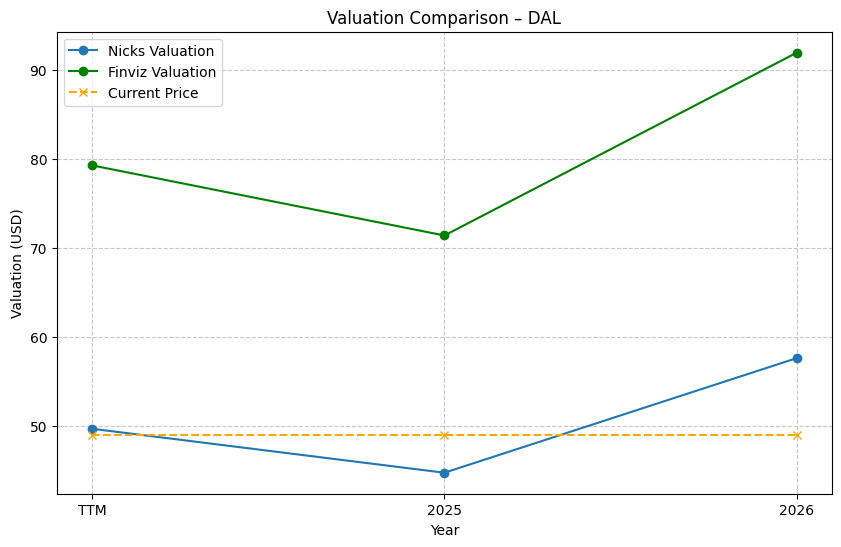 Valuation Comparison – DAL
Nicks Valuation
Finviz Valuation
Current Price
Valuation (USD)
90
80
70
60
50
TTM
2025
2026
Year